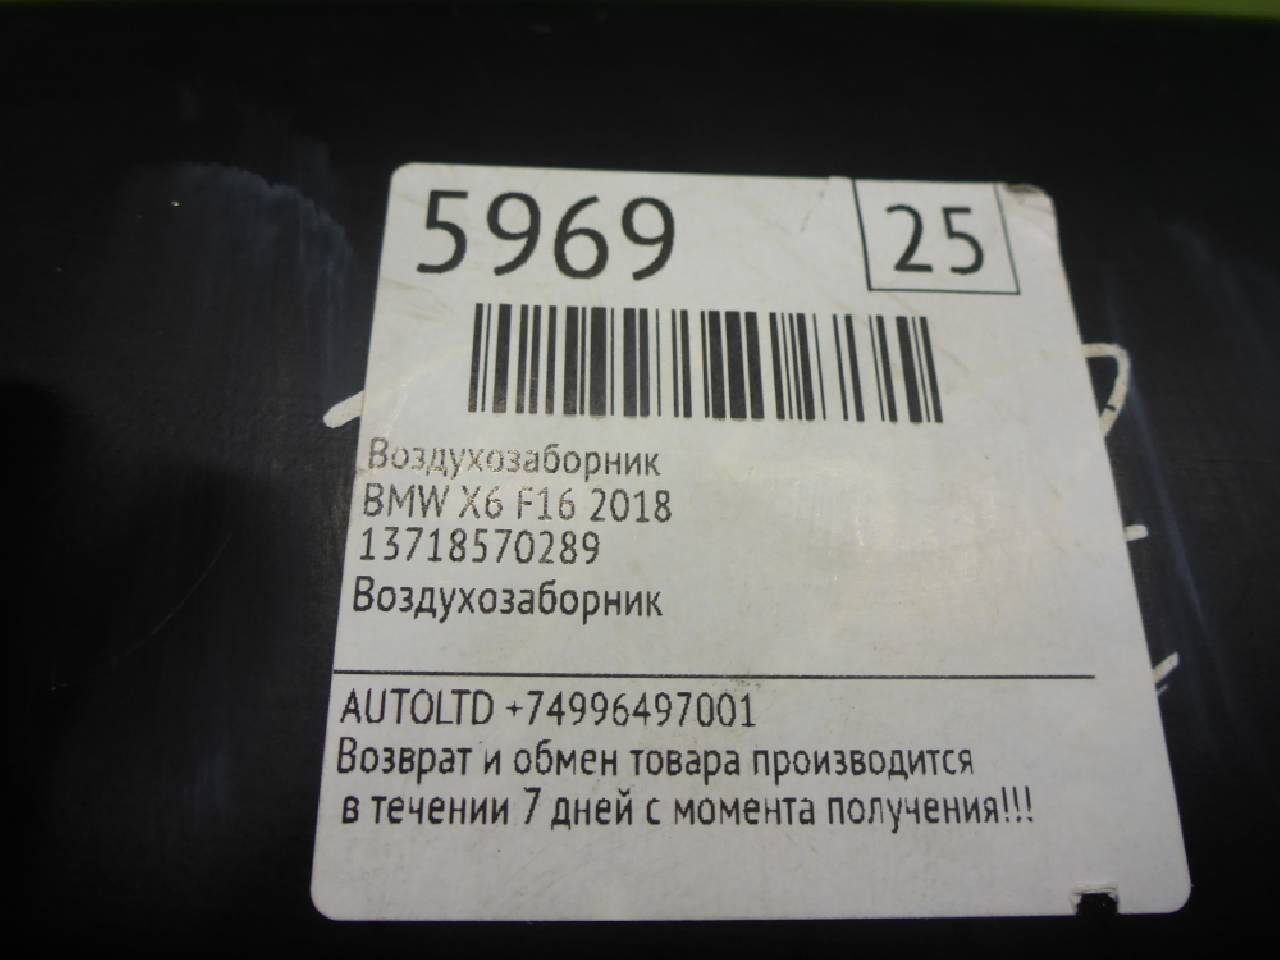 5969
25
Воздухозаборник
BMW X6 F16 2018
13718570289
Воздухозаборник
AUTOLTD +74996497001
Возврат и обмен товара производится
в течении 7 дней с момента получения!!!